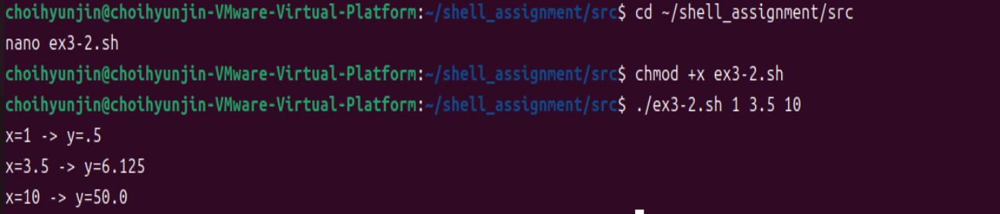 choihyunjin@choihyunjin-VMware-Virtual-Platform:~/shell_assignment/src$ cd ~/shell_assignment/src
nano ex3-2.sh
choihyunjin@choihyunjin-VMware-Virtual-Platform:~/shell_assignment/src$ chmod +x ex3-2.sh
choihyunjin@choihyunjin-VMware-Virtual-Platform:~/shell_assignment/src$ ./ex3-2.sh 1 3.5 10
x=1 -> y=.5
x=3.5 -> y=6.125
x=10 -> y=50.0